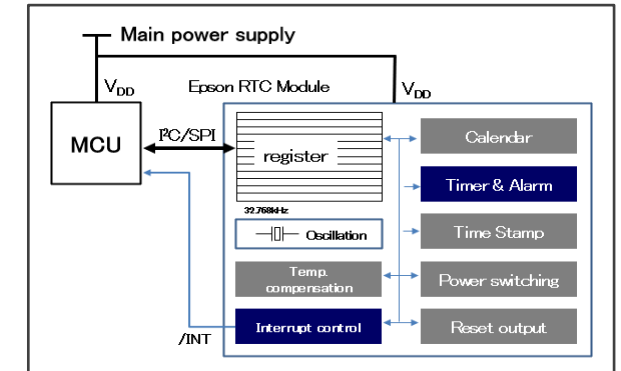 Main power supply
VDD
Epson RTC Module
VDD
MCU
I²C/SPI
register
Calendar
Timer & Alarm
32.768kHz
Oscillation
Time Stamp
Temp.
compensation
Power switching
Interrupt control
Reset output
/INT